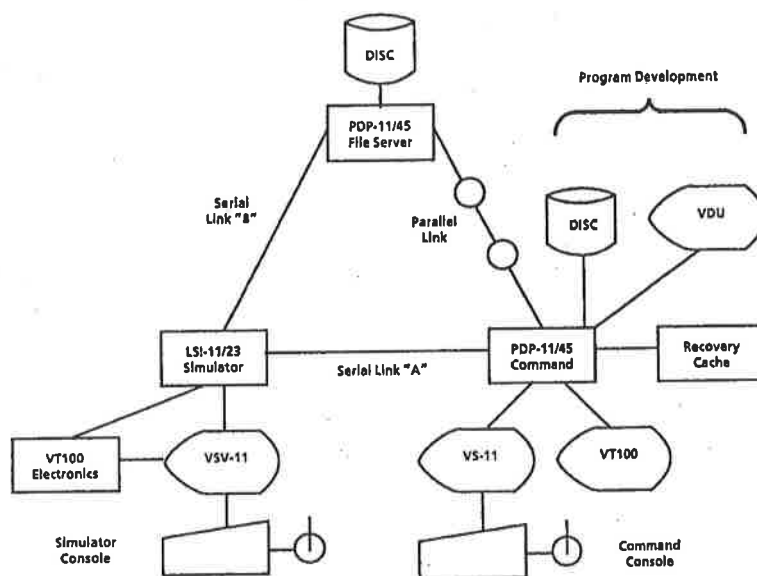 DISC
Program Development
PDP-11/45
File Server
Serial
Link "B"
Parallel
Link
DISC
VDU
LSI-11/23
Simulator
Serial Link "A"
PDP-11/45
Command
Recovery
Cache
VT100
Electronics
VSV-11
VS-11
VT100
Simulator
Console
Command
Console